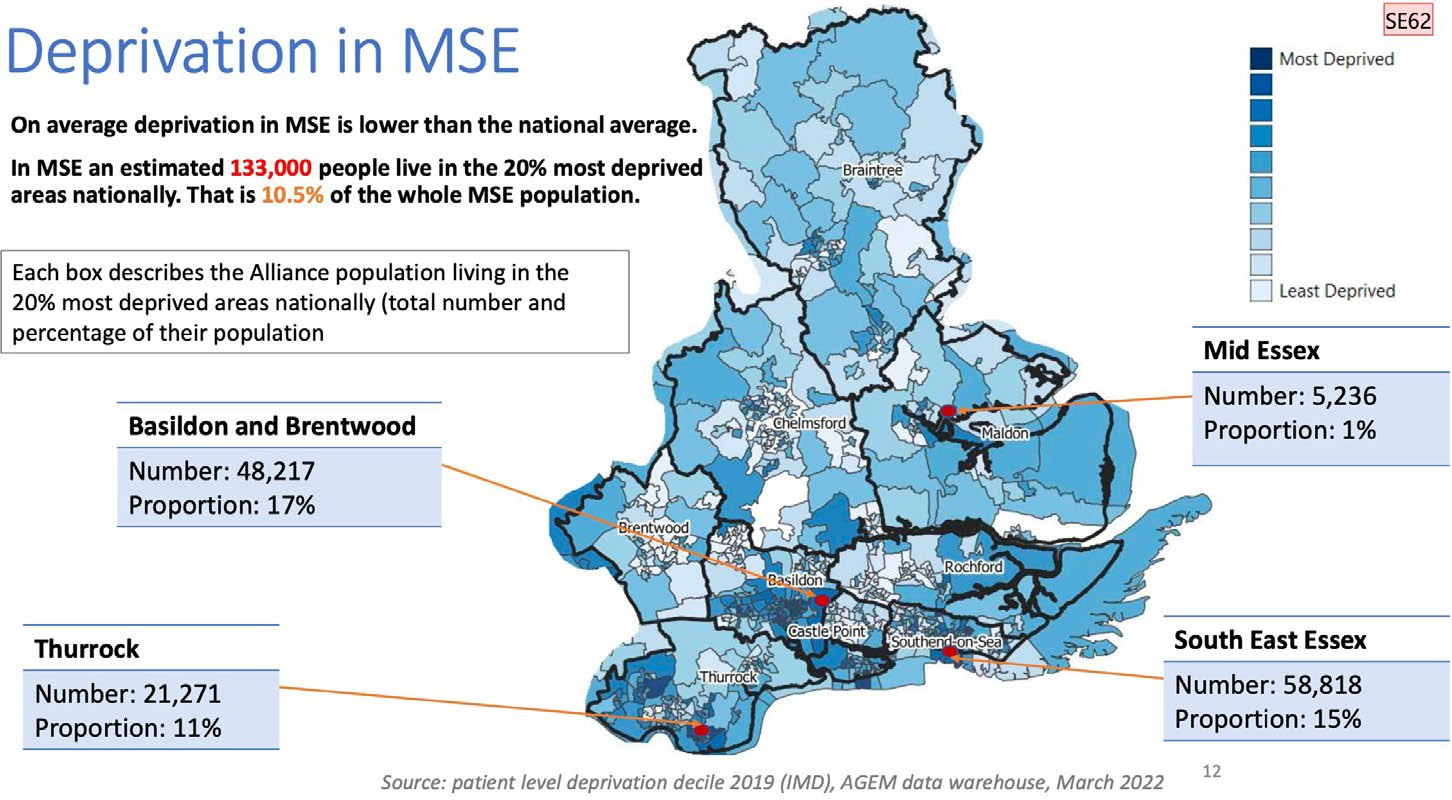 Deprivation in MSE
SE62
On average deprivation in MSE is lower than the national average.
In MSE an estimated 133,000 people live in the 20% most deprived
areas nationally. That is 10.5% of the whole MSE population.
Each box describes the Alliance population living in the
20% most deprived areas nationally (total number and
percentage of their population
Most Deprived
Least Deprived
Braintree
Chelmsford
Maldon
Brentwood
Basildon
Rochford
Castle Point
Southend-on-Sea
Thurrock
Mid Essex
Number: 5,236
Proportion: 1%
Basildon and Brentwood
Number: 48,217
Proportion: 17%
Thurrock
Number: 21,271
Proportion: 11%
South East Essex
Number: 58,818
Proportion: 15%
Source: patient level deprivation decile 2019 (IMD), AGEM data warehouse, March 2022
12